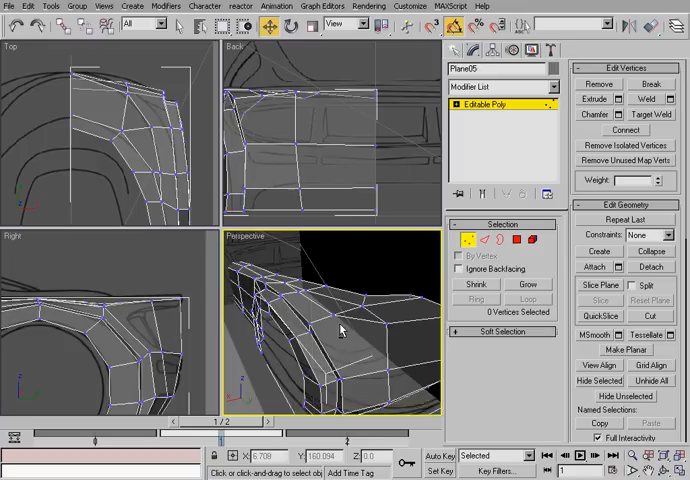 File Edit Tools Group Views Create Modifiers Character reactor Animation Graph Editors Rendering Customize MAXScript Help
All View
Top
Back
Right
Perspective
Plane05
Modifier List
Editable Poly
Selection
By Vertex
Ignore Backfacing
Shrink Grow
Ring Loop
0 Vertices Selected
Soft Selection
Edit Vertices
Remove Break
Extrude Weld
Chamfer Target Weld
Connect
Remove Isolated Vertices
Remove Unused Map Verts
Weight:
Edit Geometry
Repeat Last
Constraints: None
Create Collapse
Attach Detach
Slice Plane Split
Slice Reset Plane
QuickSlice Cut
MSmooth Tessellate
Make Planar
View Align Grid Align
Hide Selected Unhide All
Hide Unselected
Named Selections:
Copy Paste
Full Interactivity
1 / 2
0 1 2
X: 6.708 Y: 160.094 Z: 0.0
Auto Key Selected
Click or click-and-drag to select obj Add Time Tag
Set Key Key Filters... 1